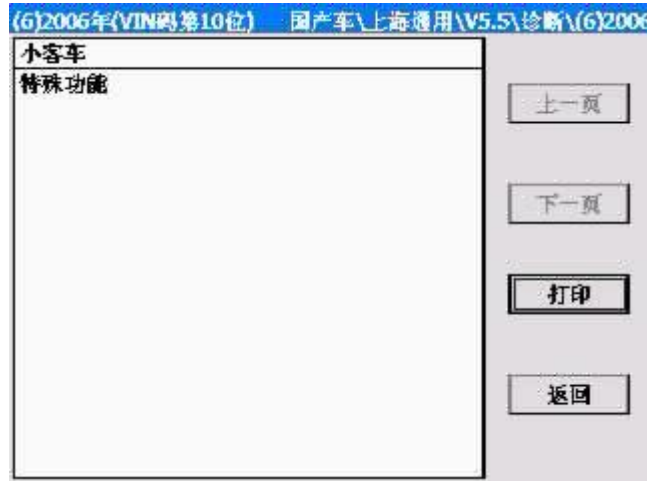 (6)2006年(VIN码第10位) 国产车\上海通用\V5.5\诊断\(6)2006
小客车
特殊功能
上一页
下一页
打印
返回